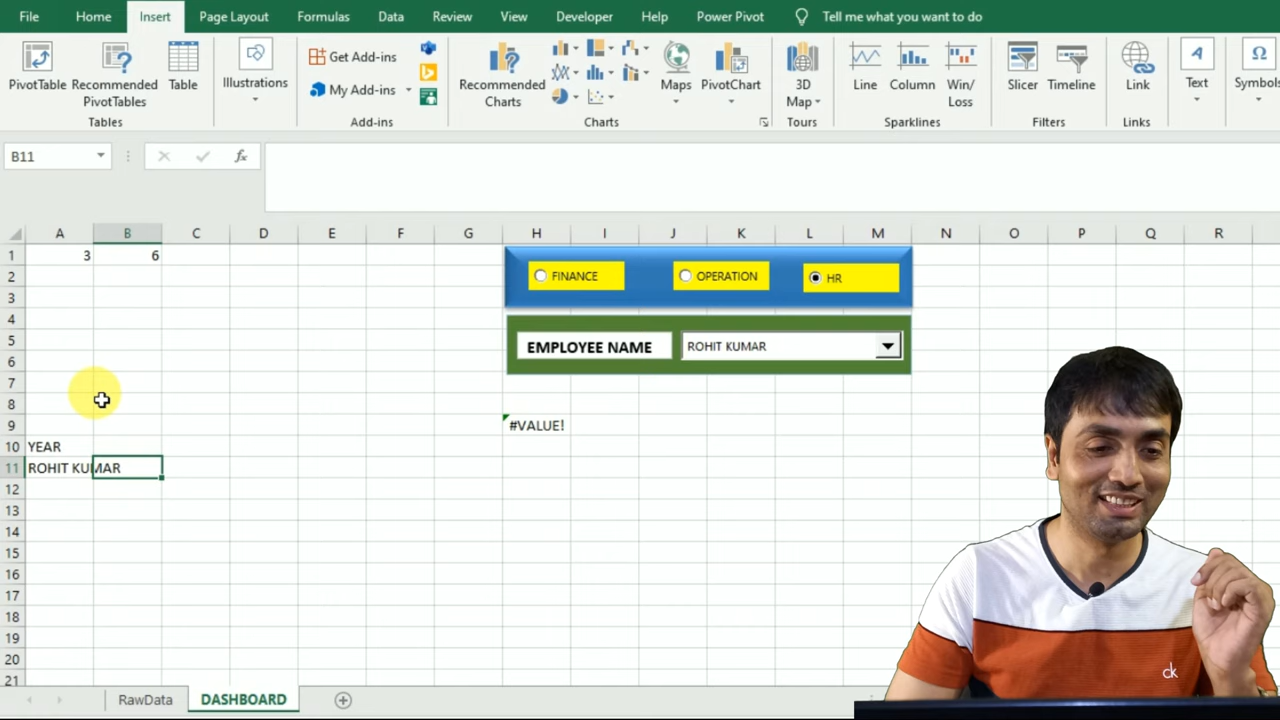 File Home Insert Page Layout Formulas Data Review View Developer Help Power Pivot Tell me what you want to do
PivotTable
Recommended
PivotTables
Table
Tables
Illustrations
Get Add-ins
My Add-ins
Add-ins
Recommended
Charts
Maps
PivotChart
Charts
3D
Map
Tours
Line
Column
Win/
Loss
Sparklines
Slicer
Timeline
Filters
Link
Links
Text
Symbols
B11
fx
A B C D E F G H I J K L M N O P Q R
1 3 6
FINANCE OPERATION HR
2
3
4
5
EMPLOYEE NAME ROHIT KUMAR
6
7
8
9 #VALUE!
10 YEAR
11 ROHIT KUMAR
12
13
14
15
16
17
18
19
20
21
RawData DASHBOARD
ck